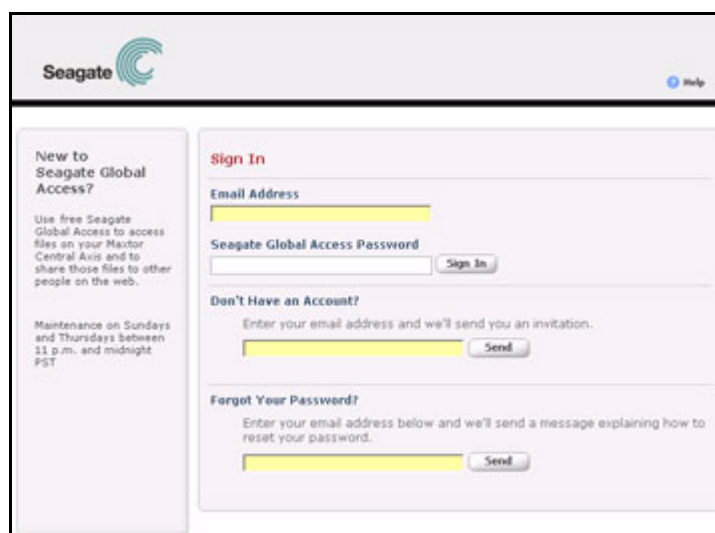 Seagate
Help
New to
Seagate Global
Access?
Use free Seagate
Global Access to access
files on your Maxtor
Central Axis and to
share those files to other
people on the web.
Maintenance on Sundays
and Thursdays between
11 p.m. and midnight
PST
Sign In
Email Address
Seagate Global Access Password
Sign In
Don't Have an Account?
Enter your email address and we'll send you an invitation.
Send
Forgot Your Password?
Enter your email address below and we'll send a message explaining how to
reset your password.
Send